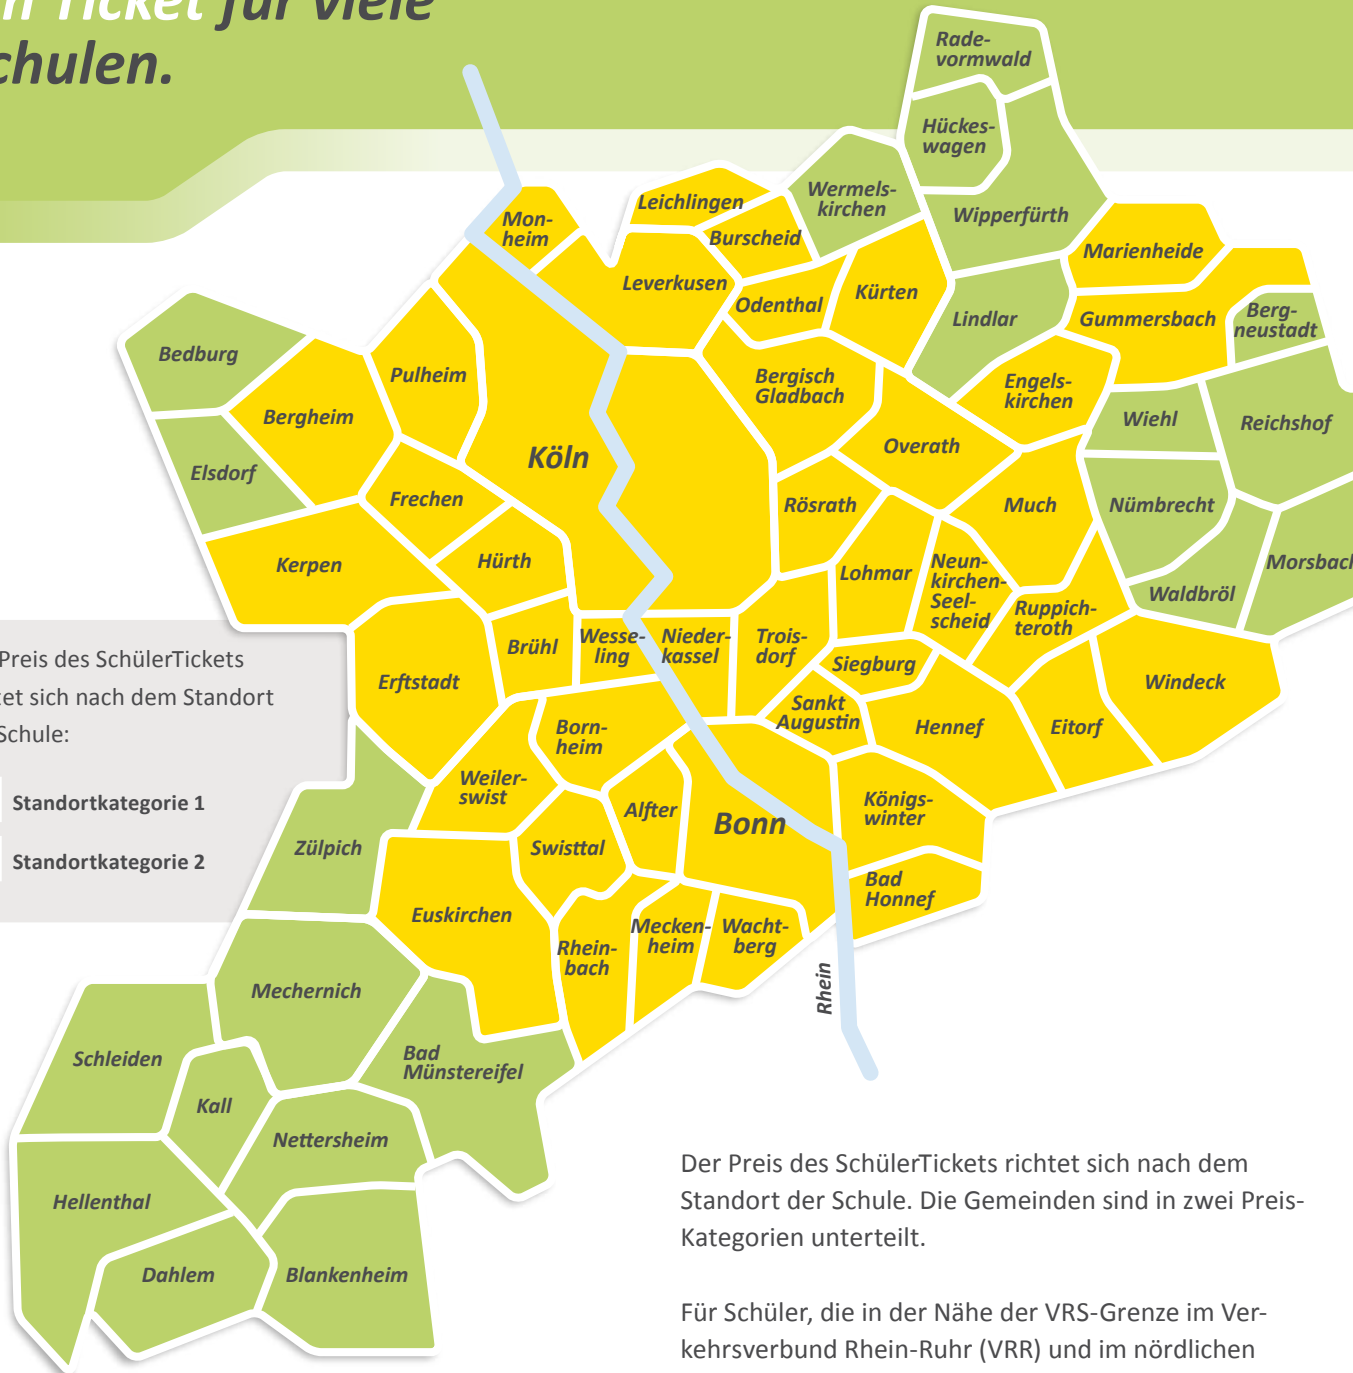 Ticket für viele
chulen.
Rade-
vormwald
Hückes-
wagen
Wermels-
kirchen
Wipperfürth
Leichlingen
Mon-
heim
Burscheid
Marienheide
Leverkusen
Odenthal
Kürten
Lindlar
Gummersbach
Berg-
neustadt
Bedburg
Pulheim
Bergisch
Gladbach
Engels-
kirchen
Bergheim
Wiehl
Reichshof
Köln
Overath
Elsdorf
Frechen
Rösrath
Much
Nümbrecht
Kerpen
Hürth
Lohmar
Neun-
kirchen-
Seel-
scheid
Morsbach
Waldbröl
Ruppich-
teroth
Brühl
Wesse-
ling
Nieder-
kassel
Trois-
dorf
Siegburg
Erftstadt
Windeck
Sankt
Augustin
Born-
heim
Hennef
Eitorf
Preis des SchülerTickets
et sich nach dem Standort
Schule:
Standortkategorie 1
Standortkategorie 2
Weiler-
swist
Alfter
Bonn
Königs-
winter
Zülpich
Swisttal
Bad
Honnef
Euskirchen
Rhein-
bach
Mecken-
heim
Wacht-
berg
Rhein
Mechernich
Schleiden
Bad
Münstereifel
Kall
Nettersheim
Hellenthal
Dahlem
Blankenheim
Der Preis des SchülerTickets richtet sich nach dem
Standort der Schule. Die Gemeinden sind in zwei Preis-
Kategorien unterteilt.
Für Schüler, die in der Nähe der VRS-Grenze im Ver-
kehrsverbund Rhein-Ruhr (VRR) und im nördlichen